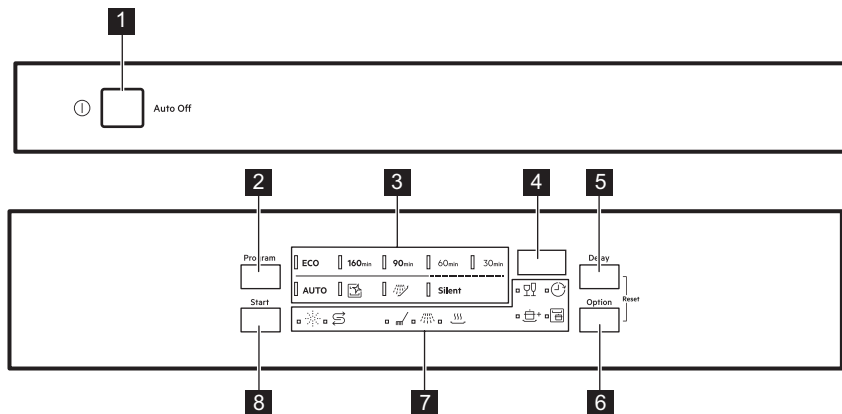 1
Auto Off
2 3 4 5
Program Delay
ECO 160min 90min 60min 30min
AUTO Silent
Start Option Reset
8 7 6